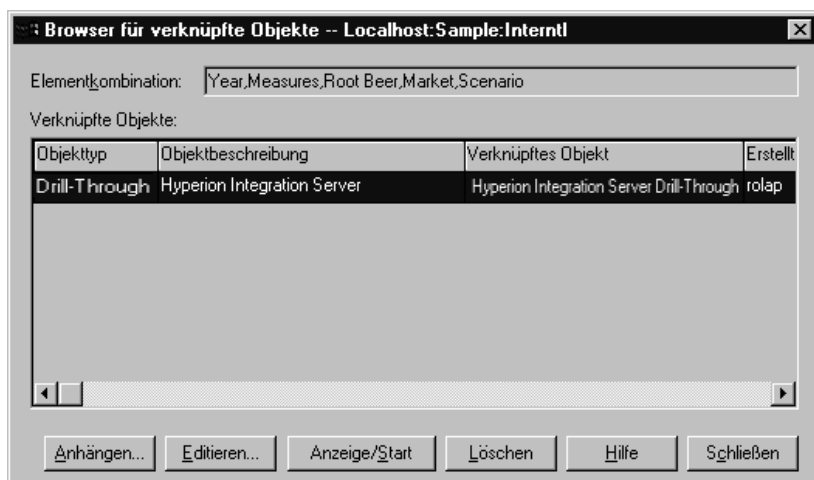 Browser für verknüpfte Objekte -- Localhost:Sample:Interntl
Elementkombination: Year,Measures,Root Beer,Market,Scenario
Verknüpfte Objekte:
Objekttyp Objektbeschreibung Verknüpftes Objekt Erstellt
Drill-Through Hyperion Integration Server Hyperion Integration Server Drill-Through rolap
Anhängen... Editieren... Anzeige/Start Löschen Hilfe Schließen